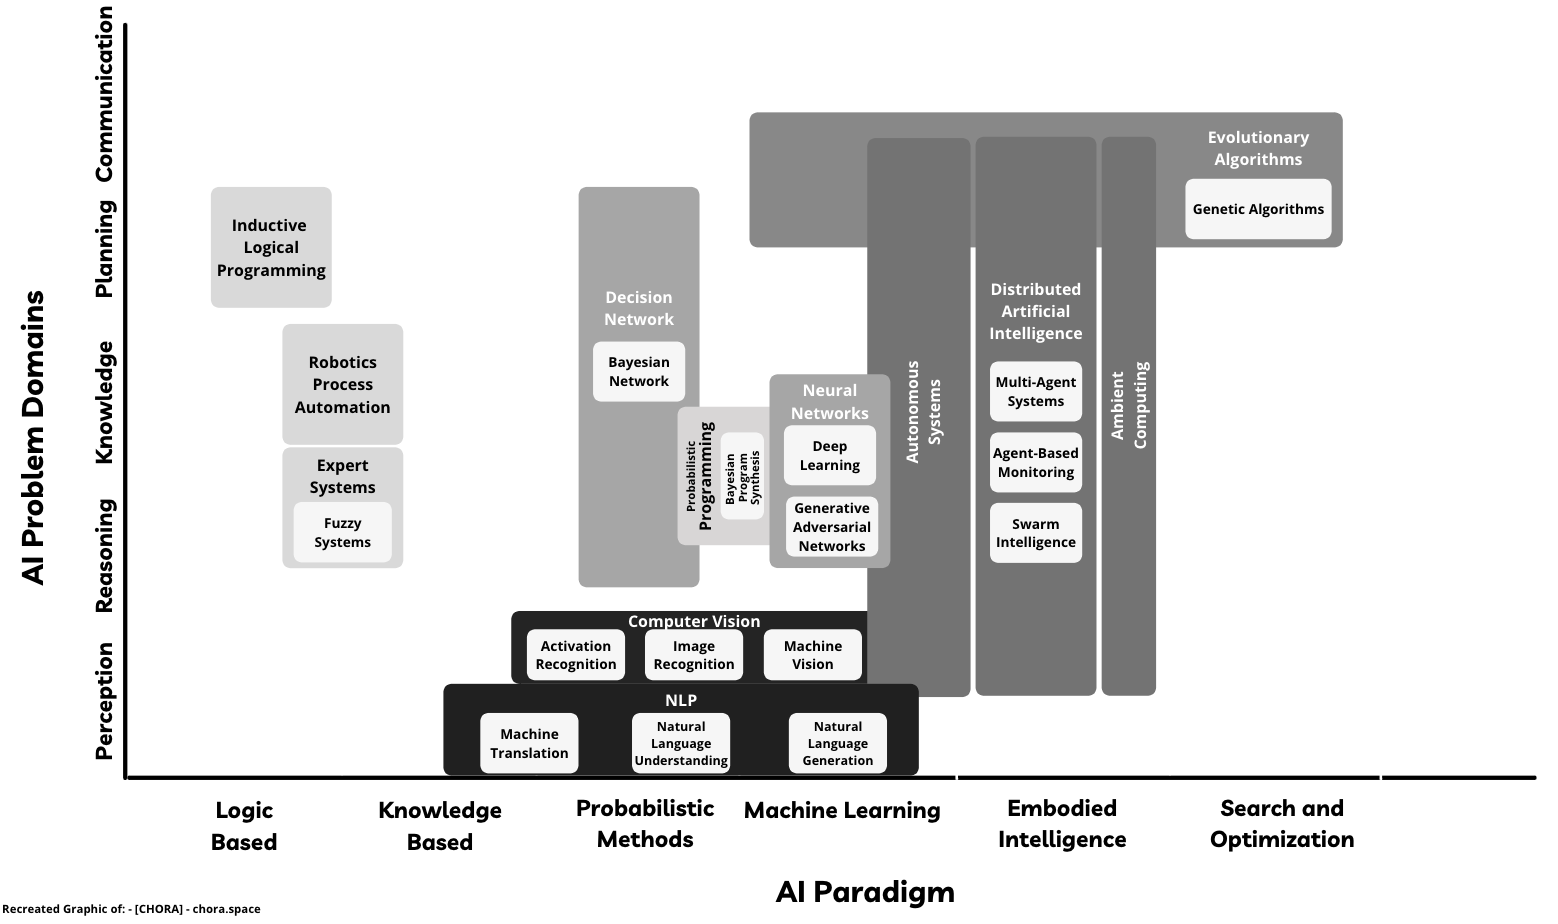 AI Problem Domains
Communication
Planning
Knowledge
Reasoning
Perception
Inductive
Logical
Programming
Robotics
Process
Automation
Expert
Systems
Fuzzy
Systems
Decision
Network
Bayesian
Network
Probabilistic
Programming
Bayesian
Program
Synthesis
Neural
Networks
Deep
Learning
Generative
Adversarial
Networks
Autonomous
Systems
Distributed
Artificial
Intelligence
Multi-Agent
Systems
Agent-Based
Monitoring
Swarm
Intelligence
Ambient
Computing
Evolutionary
Algorithms
Genetic Algorithms
Computer Vision
Activation
Recognition
Image
Recognition
Machine
Vision
NLP
Machine
Translation
Natural
Language
Understanding
Natural
Language
Generation
Logic
Based
Knowledge
Based
Probabilistic
Methods
Machine Learning
Embodied
Intelligence
Search and
Optimization
AI Paradigm
Recreated Graphic of: - [CHORA] - chora.space